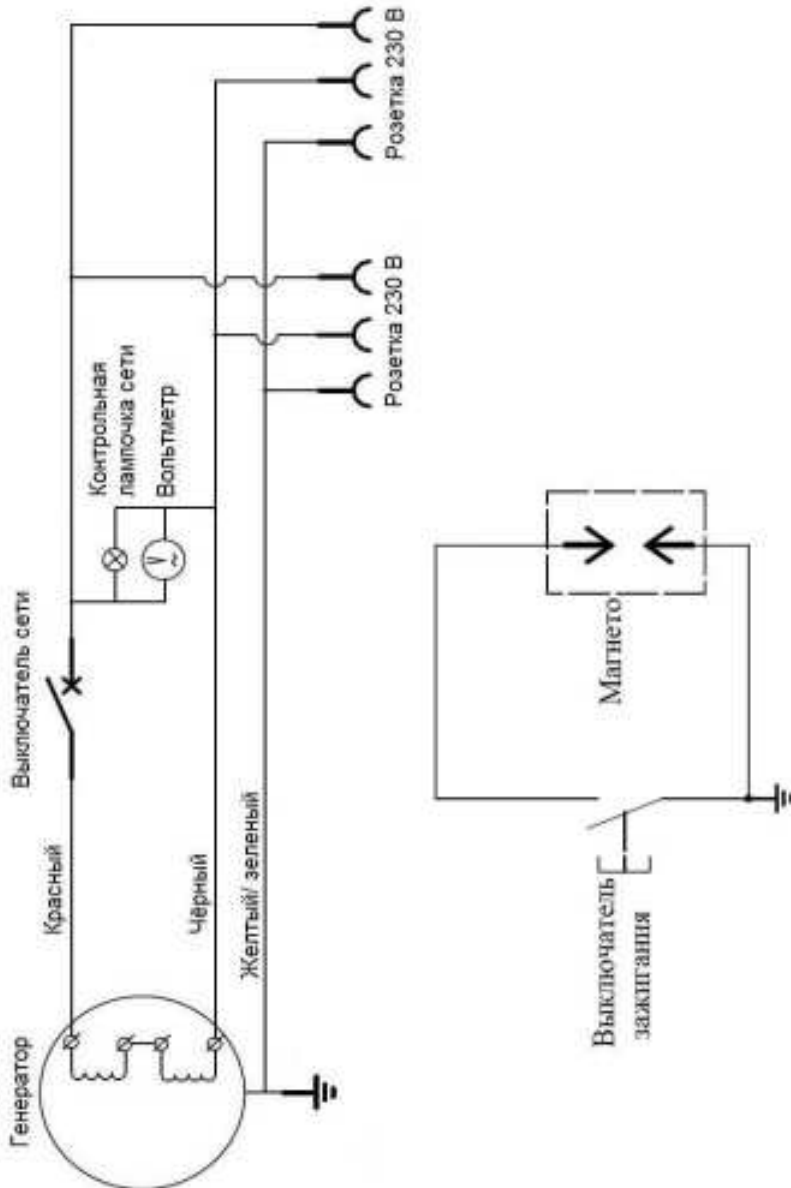 Генератор
Красный
Выключатель сети
Контрольная
лампочка сети
Вольтметр
V
~
Чёрный
Желтый/ зеленый
Розетка 230 В
Розетка 230 В
Выключатель
зажигания
Магнето